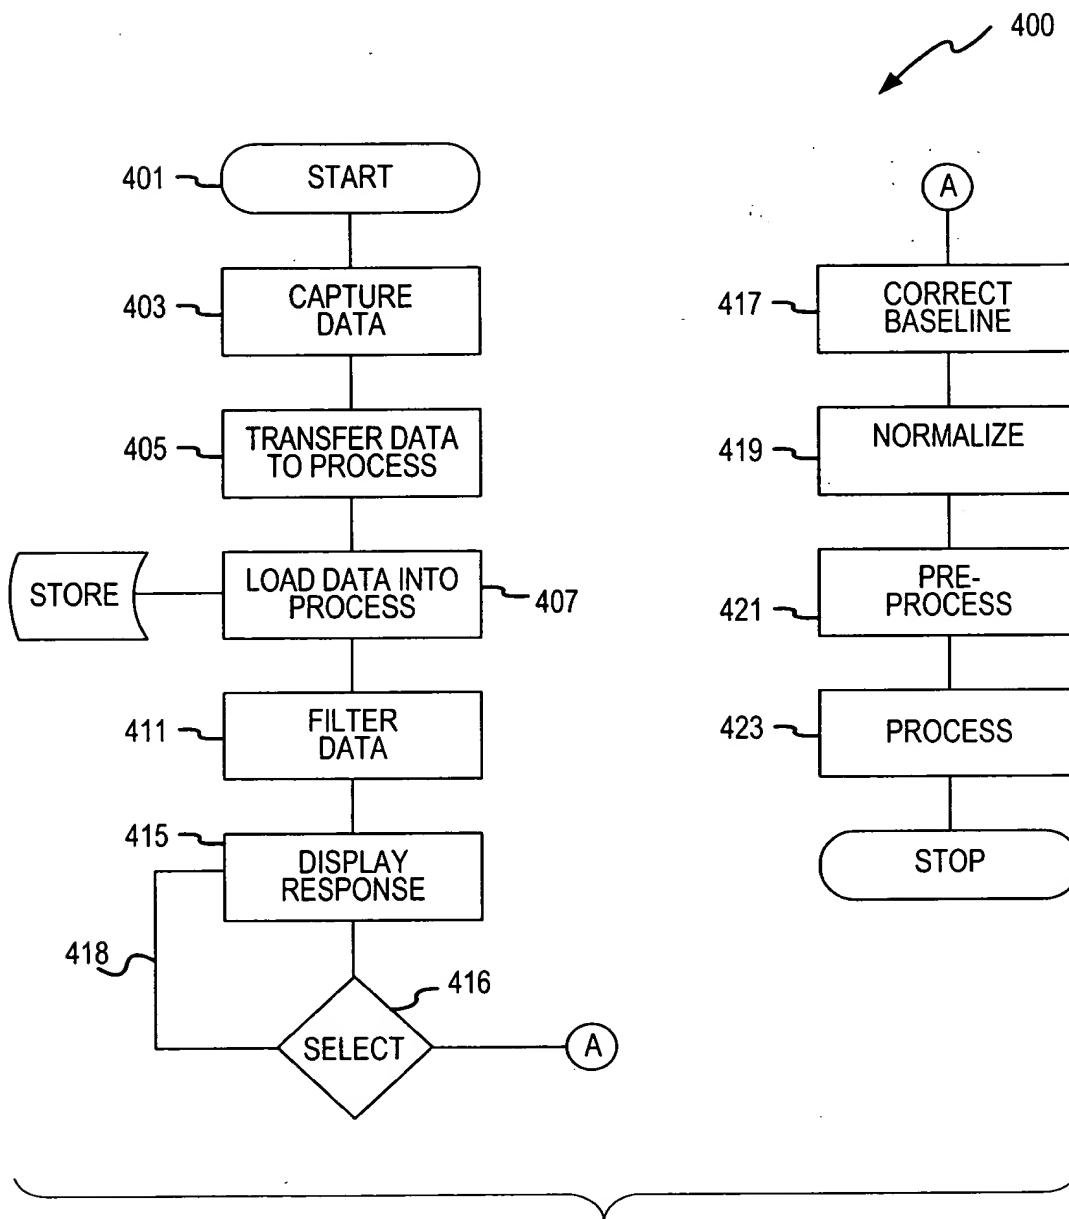 400
401
START
403
CAPTURE
DATA
405
TRANSFER DATA
TO PROCESS
STORE
LOAD DATA INTO
PROCESS
407
411
FILTER
DATA
415
DISPLAY
RESPONSE
418
416
SELECT
A
A
417
CORRECT
BASELINE
419
NORMALIZE
421
PRE-
PROCESS
423
PROCESS
STOP